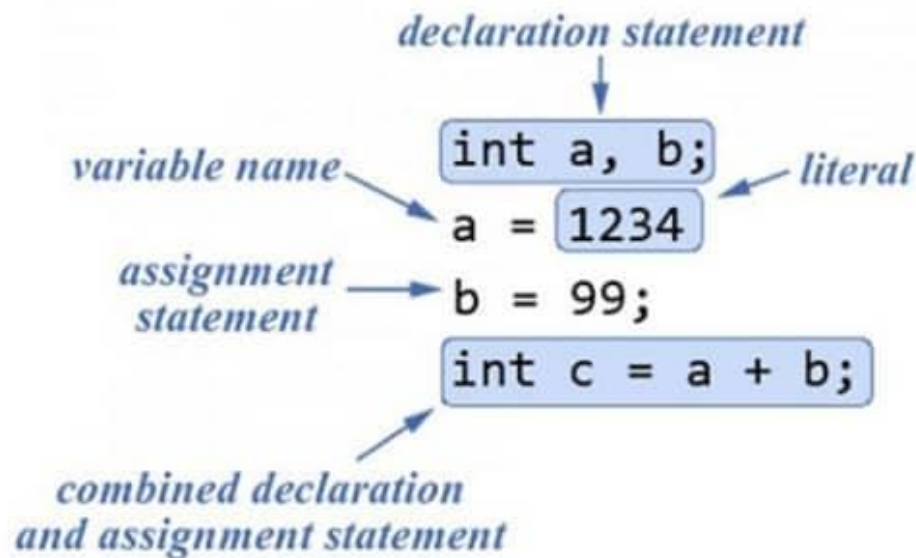 declaration statement
int a, b;
variable name
literal
a = 1234
assignment
statement
b = 99;
int c = a + b;
combined declaration
and assignment statement